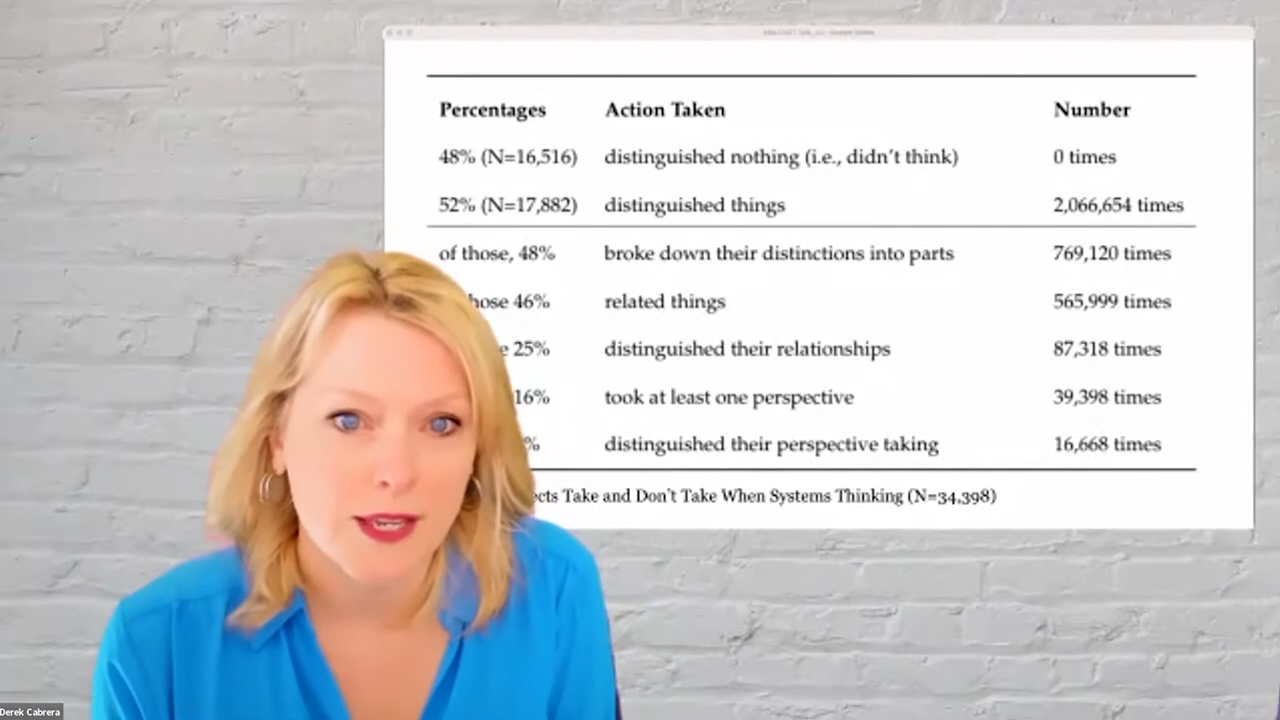 Percentages Action Taken Number
48% (N=16,516) distinguished nothing (i.e., didn't think) 0 times
52% (N=17,882) distinguished things 2,066,654 times
of those, 48% broke down their distinctions into parts 769,120 times
hose 46% related things 565,999 times
e 25% distinguished their relationships 87,318 times
16% took at least one perspective 39,398 times
% distinguished their perspective taking 16,668 times
ects Take and Don't Take When Systems Thinking (N=34,398)
Derek Cabrera